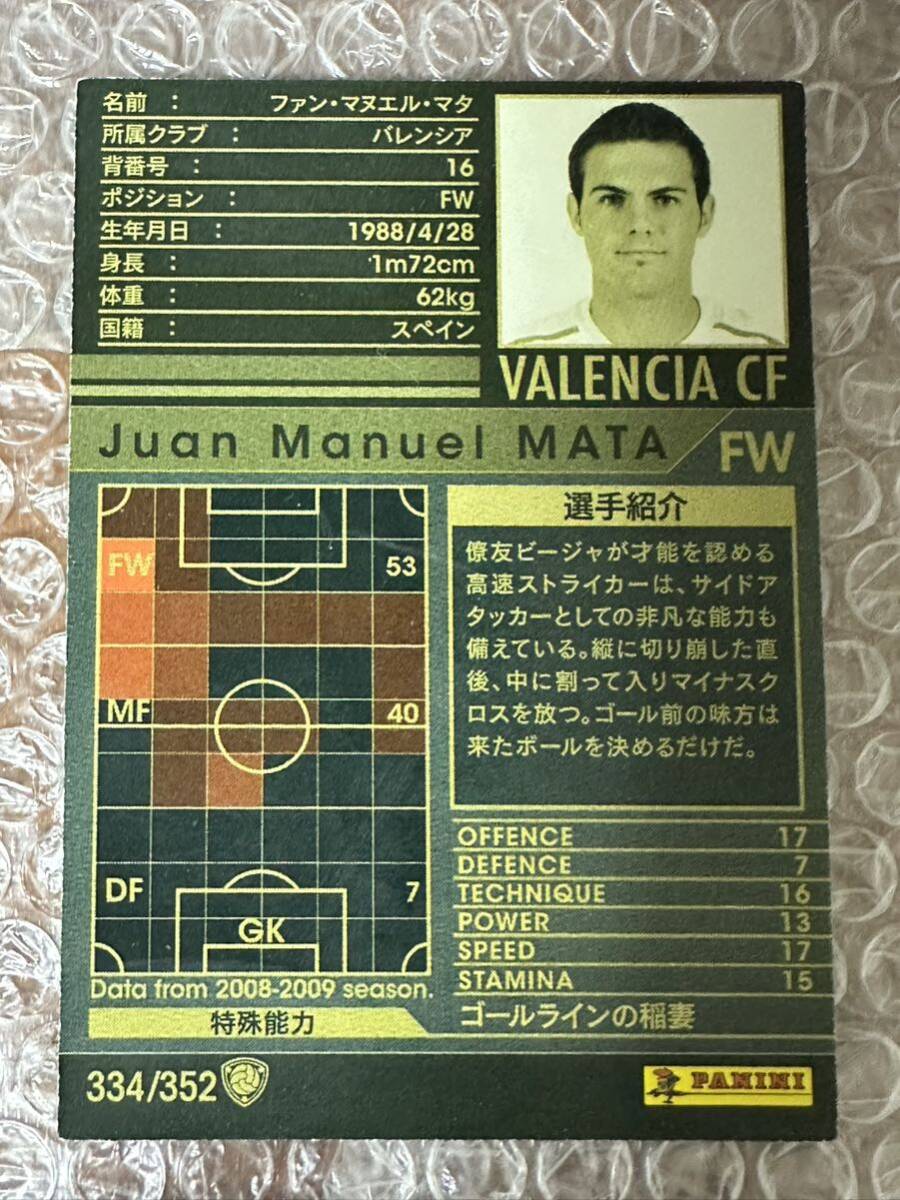 名前 : ファン・マヌエル・マタ
所属クラブ : バレンシア
背番号 : 16
ポジション : FW
生年月日 : 1988/4/28
身長 : 1m72cm
体重 : 62kg
国籍 : スペイン
VALENCIA CF
Juan Manuel MATA
FW
FW 53
MF 40
DF 7
GK
Data from 2008-2009 season.
選手紹介
僚友ビージャが才能を認める
高速ストライカーは、サイドア
タッカーとしての非凡な能力も
備えている。縦に切り崩した直
後、中に割って入りマイナスク
ロスを放つ。ゴール前の味方は
来たボールを決めるだけだ。
OFFENCE 17
DEFENCE 7
TECHNIQUE 16
POWER 13
SPEED 17
STAMINA 15
特殊能力
ゴールラインの稲妻
334/352
PANINI